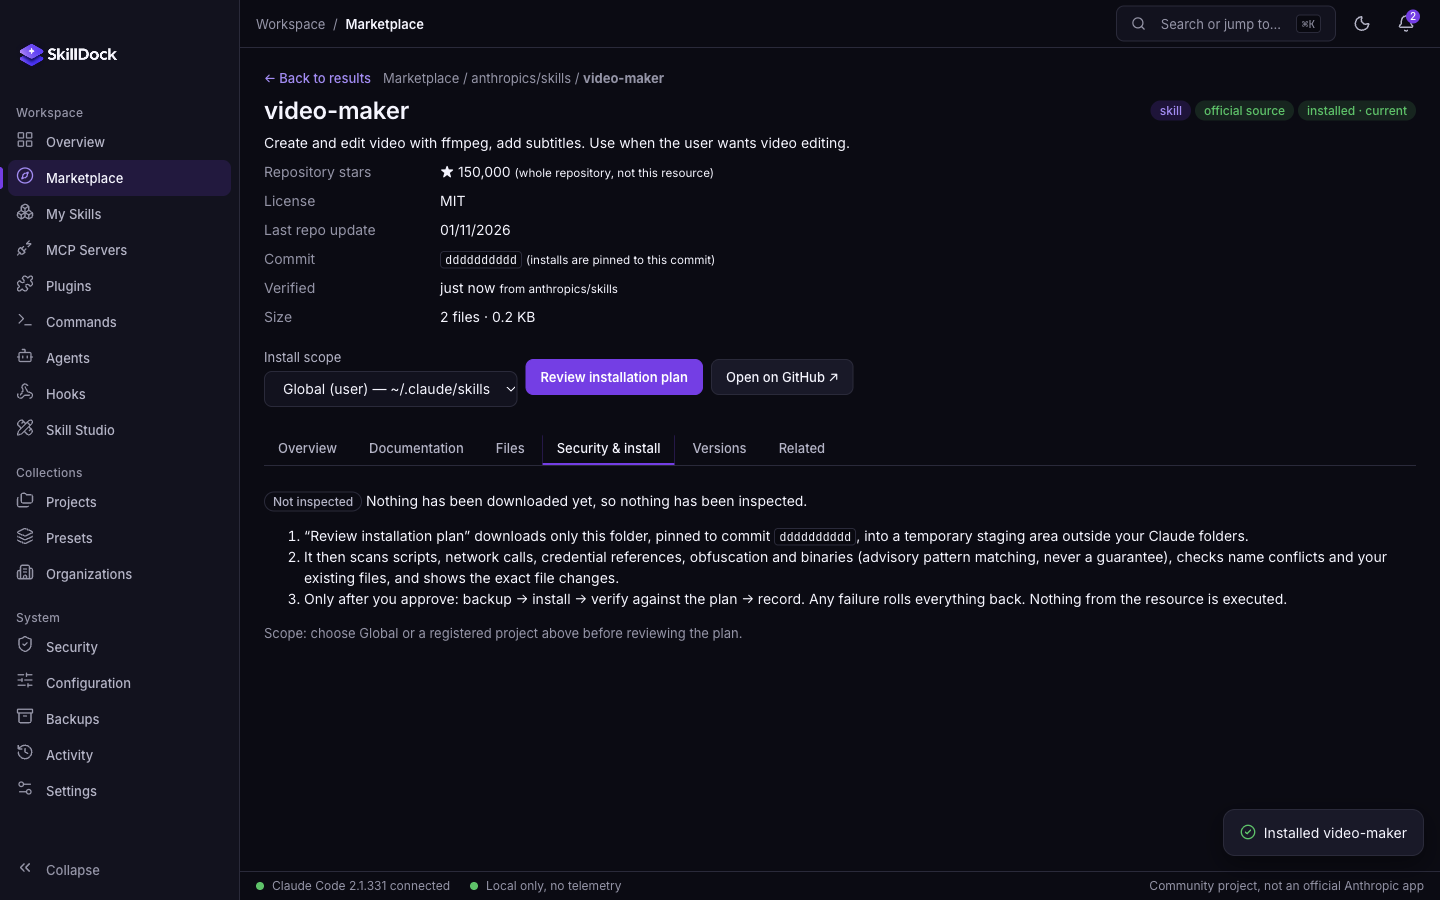 SkillDock
Workspace
Overview
Marketplace
My Skills
MCP Servers
Plugins
Commands
Agents
Hooks
Skill Studio
Collections
Projects
Presets
Organizations
System
Security
Configuration
Backups
Activity
Settings
Collapse
Workspace / Marketplace
Search or jump to... ⌘K
2
← Back to results Marketplace / anthropics/skills / video-maker
video-maker
skill official source installed · current
Create and edit video with ffmpeg, add subtitles. Use when the user wants video editing.
Repository stars ★ 150,000 (whole repository, not this resource)
License MIT
Last repo update 01/11/2026
Commit dddddddddd (installs are pinned to this commit)
Verified just now from anthropics/skills
Size 2 files · 0.2 KB
Install scope
Global (user) — ~/.claude/skills
Review installation plan
Open on GitHub ↗
Overview Documentation Files Security & install Versions Related
Not inspected Nothing has been downloaded yet, so nothing has been inspected.
1. “Review installation plan” downloads only this folder, pinned to commit dddddddddd, into a temporary staging area outside your Claude folders.
2. It then scans scripts, network calls, credential references, obfuscation and binaries (advisory pattern matching, never a guarantee), checks name conflicts and your
existing files, and shows the exact file changes.
3. Only after you approve: backup → install → verify against the plan → record. Any failure rolls everything back. Nothing from the resource is executed.
Scope: choose Global or a registered project above before reviewing the plan.
Installed video-maker
Claude Code 2.1.331 connected
Local only, no telemetry
Community project, not an official Anthropic app